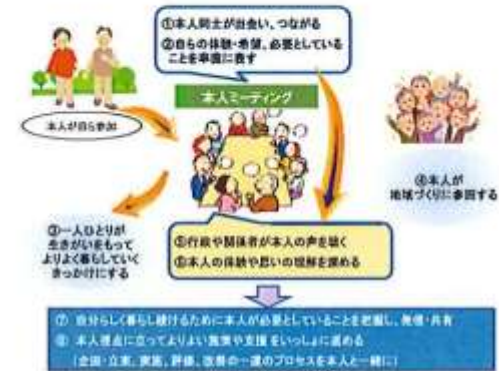 ①本人同士が出会い、つながる
②自らの体験・希望、必要としている
ことを率直に表す
本人ミーティング
本人が自ら参加
④本人が
地域づくりに参画する
③一人ひとりが
生きがいをもって
よりよく暮らしていく
きっかけにする
⑤行政や関係者が本人の声を聴く
⑥本人の体験や思いの理解を深める
⑦ 自分らしく暮らし続けるために本人が必要としていることを把握し、発信・共有
⑧ 本人視点に立ってよりよい施策や支援をいっしょに進める
(企画・立案、実施、評価、改善の一連のプロセスを本人と一緒に)